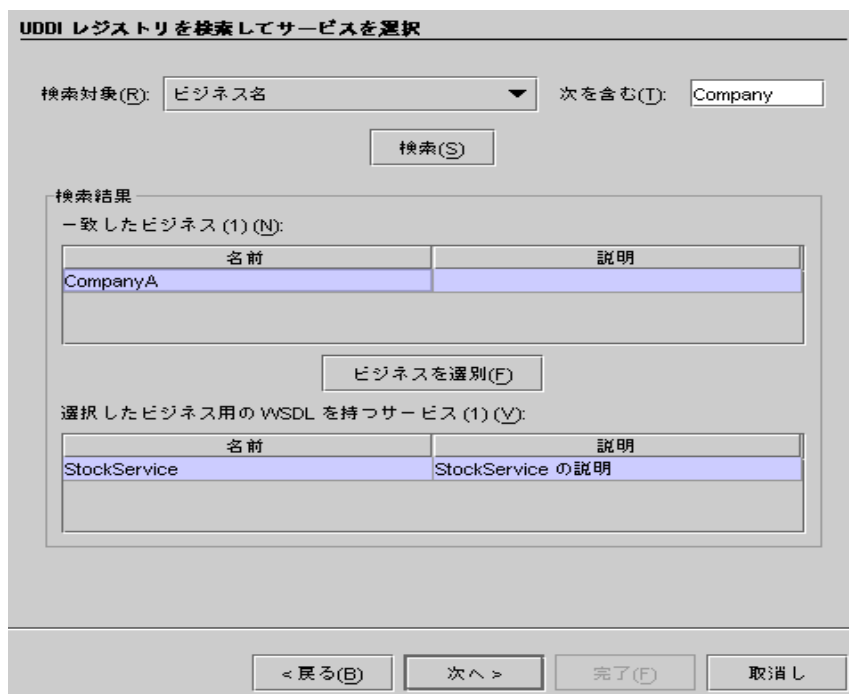 UDDI レジストリを検索してサービスを選択
検索対象(R): ビジネス名 次を含む(T): Company
検索(S)
検索結果
一致したビジネス (1) (N):
名前 説明
CompanyA
ビジネスを選別(F)
選択したビジネス用の WSDL を持つサービス (1) (V):
名前 説明
StockService StockService の説明
< 戻る(B) 次へ > 完了(F) 取消し